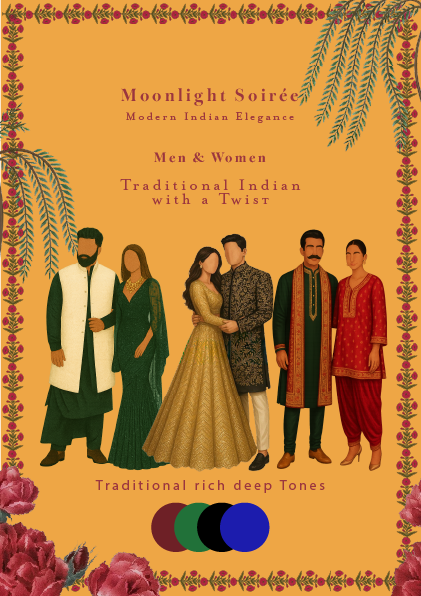 Moonlight Soirée
Modern Indian Elegance
Men & Women
Traditional Indian
with a Twist
Traditional rich deep Tones